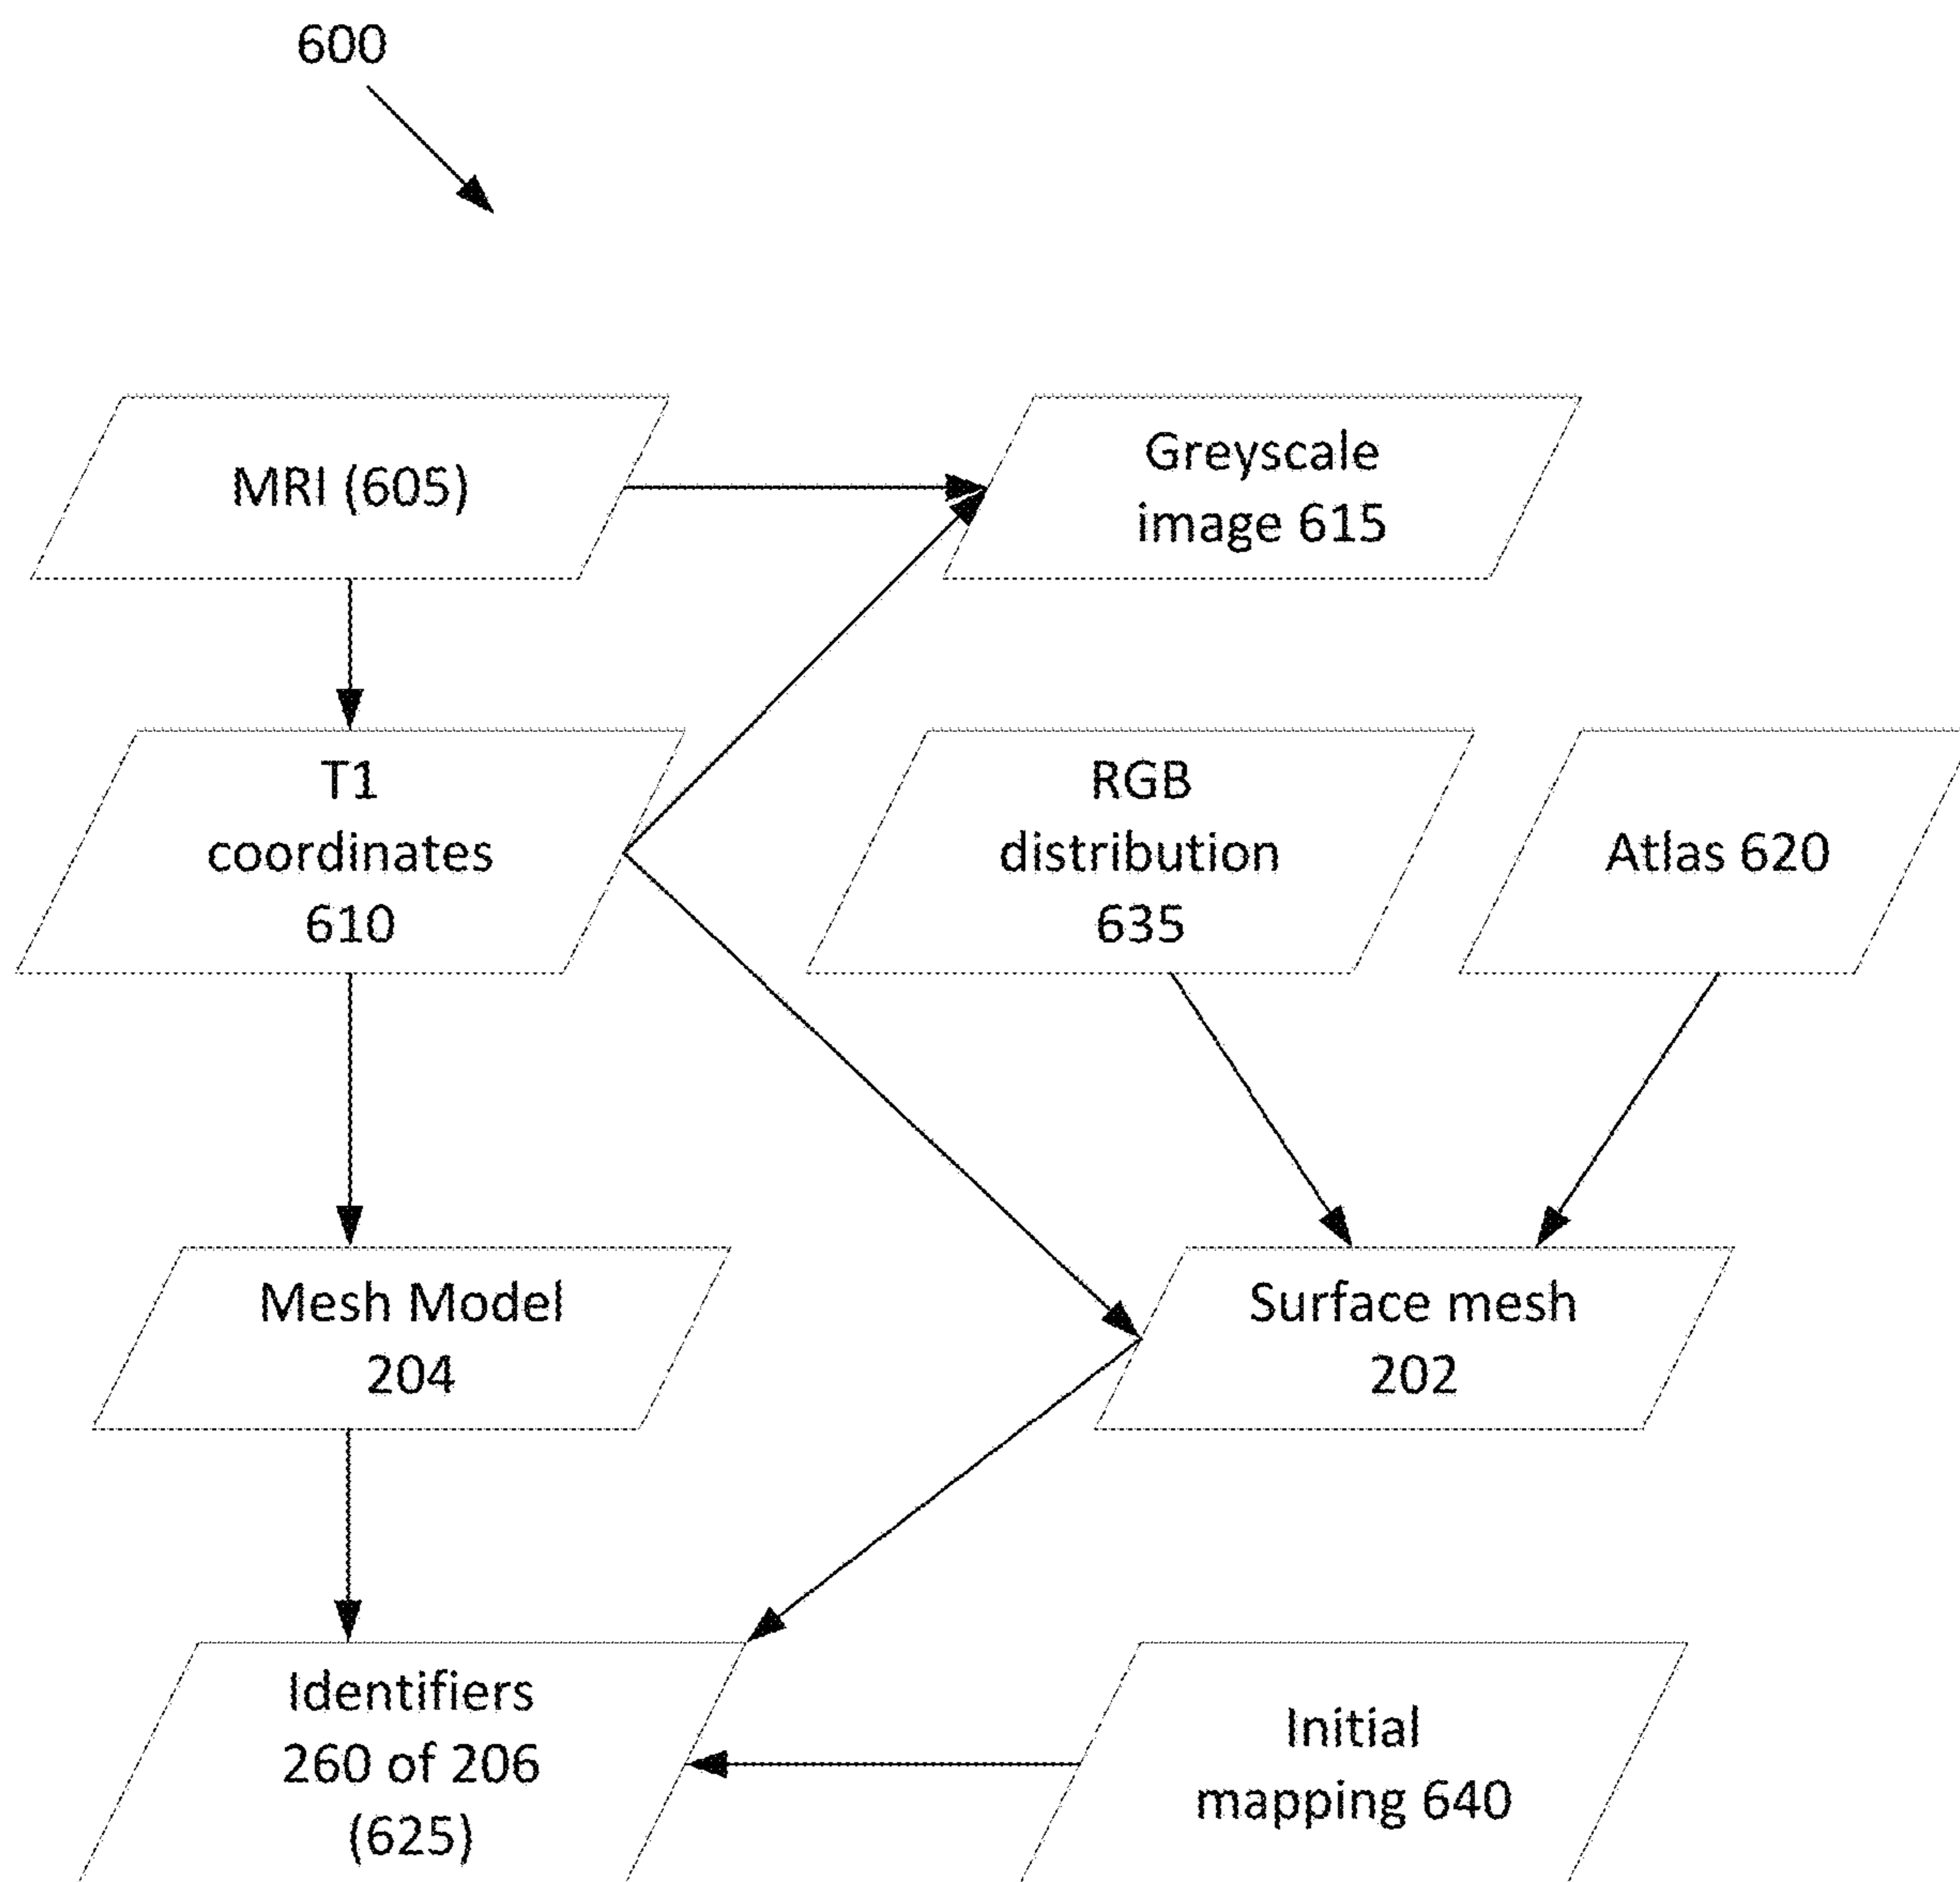 600
MRI (605)
Greyscale
image 615
T1
coordinates
610
RGB
distribution
635
Atlas 620
Mesh Model
204
Surface mesh
202
Identifiers
260 of 206
(625)
Initial
mapping 640